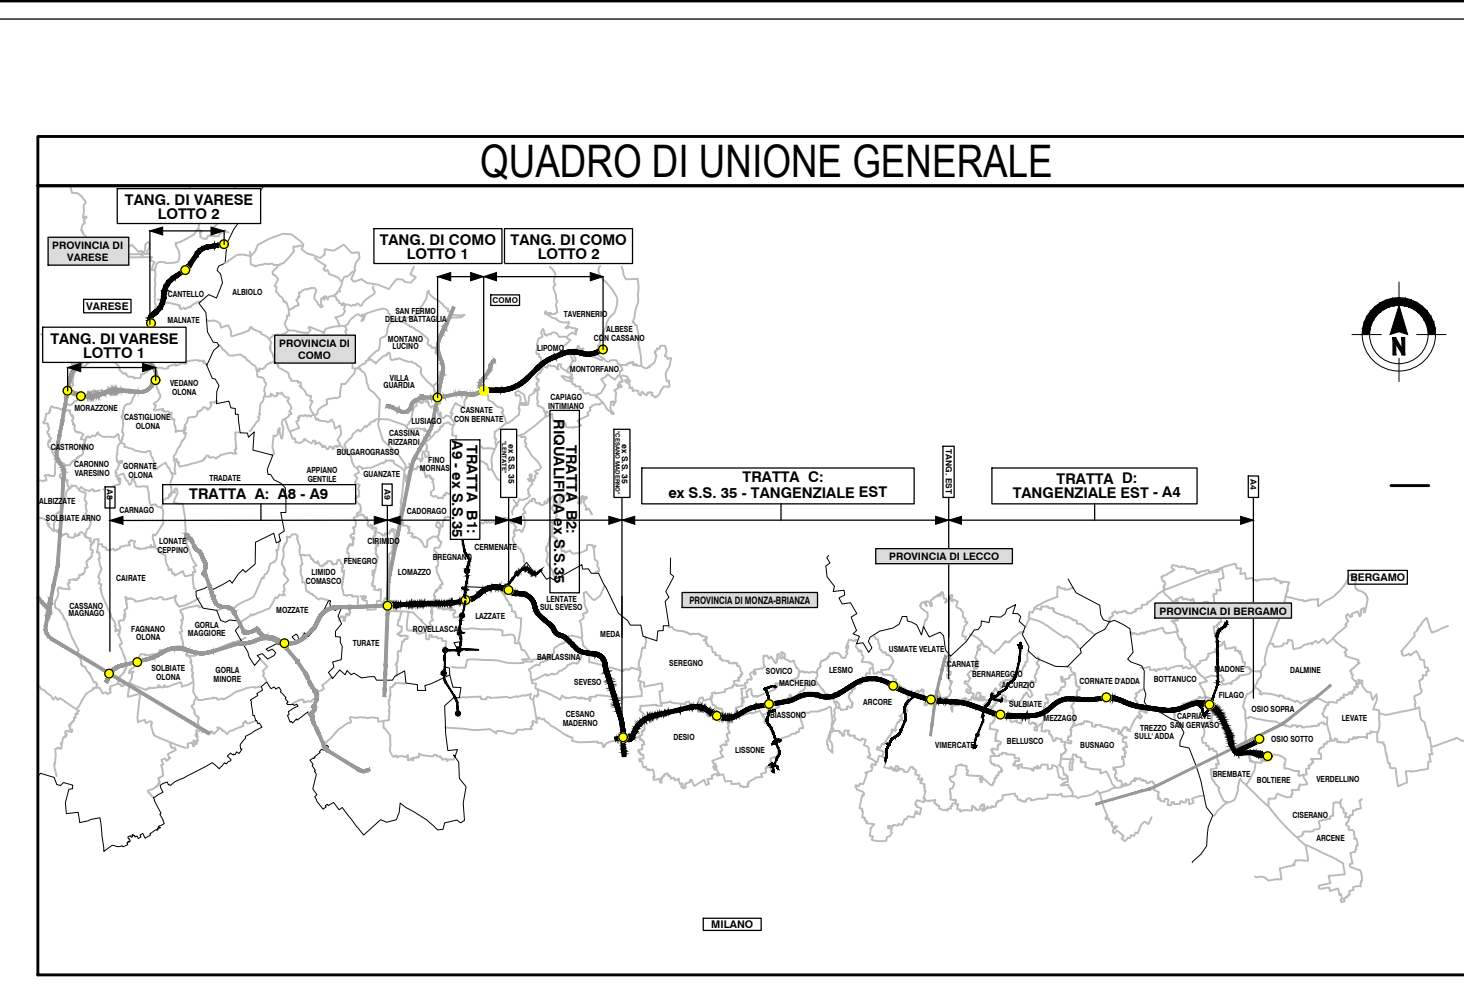 QUADRO DI UNIONE GENERALE
TANG. DI VARESE
LOTTO 2
PROVINCIA DI
VARESE
TANG. DI COMO
LOTTO 1
TANG. DI COMO
LOTTO 2
CANTELLO
ALBIOLO
VARESE
MALNATE
COMO
SAN FERMO
DELLA BATTAGLIA
TAVERNERIO
ALBESE
CON CASSANO
TANG. DI VARESE
LOTTO 1
PROVINCIA DI
COMO
MONTANO
LUCINO
LIPOMO
MONTORFANO
N
VEDANO
OLONA
VILLA
GUARDIA
MORAZZONE
CASTIGLIONE
OLONA
CAPIAGO
INTIMIANO
CASNATE
CON BERNATE
LUSIAGO
CASSINA
RIZZARDI
CASTRONNO
BULGAROGRASSO
CARONNO
VARESINO
GORNATE
OLONA
TRADATE
APPIANO
GENTILE
GUANZATE
FINO
MORNAS
TRATTA B1:
A9 - ex S.S.35
ex S.S. 35
"LENTATE"
TRATTA B2:
RIQUALIFICA ex S.S.35
ex S.S. 35
"CESANO MADERNO"
TRATTA C:
ex S.S. 35 - TANGENZIALE EST
TANG. EST
TRATTA D:
TANGENZIALE EST - A4
A4
ALBIZZATE
A8
TRATTA A: A8 - A9
A9
SOLBIATE ARNO
CARNAGO
CADORAGO
LONATE
CEPPINO
CIRIMIDO
CERMENATE
BREGNANO
FENEGRO
PROVINCIA DI LECCO
CAIRATE
LIMIDO
COMASCO
LOMAZZO
BERGAMO
CASSANO
MAGNAGO
MOZZATE
LENTATE
SUL SEVESO
PROVINCIA DI MONZA-BRIANZA
PROVINCIA DI BERGAMO
LAZZATE
FAGNANO
OLONA
GORLA
MAGGIORE
ROVELLASCA
TURATE
MEDA
USMATE VELATE
BARLASSINA
SEREGNO
CARNATE
SOLBIATE
OLONA
GORLA
MINORE
SOVICO
LESMO
BERNAREGGIO
MADONE
DALMINE
SEVESO
MACHERIO
AICURZIO
CORNATE D'ADDA
BOTTANUCO
FILAGO
ARCORE
SULBIATE
OSIO SOPRA
CESANO
MADERNO
BIASSONO
MEZZAGO
CAPRIATE
SAN GERVASO
LEVATE
TREZZO
SULL' ADDA
DESIO
LISSONE
VIMERCATE
BELLUSCO
BUSNAGO
OSIO SOTTO
BREMBATE
BOLTIERE
VERDELLINO
CISERANO
ARCENE
MILANO